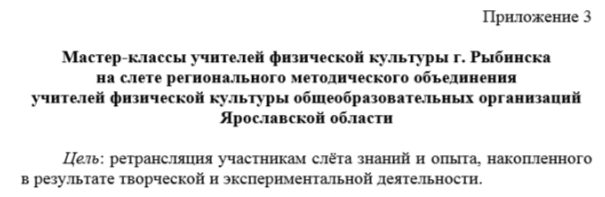 Приложение 3
Мастер-классы учителей физической культуры г. Рыбинска
на слете регионального методического объединения
учителей физической культуры общеобразовательных организаций
Ярославской области
Цель: ретрансляция участникам слёта знаний и опыта, накопленного
в результате творческой и экспериментальной деятельности.